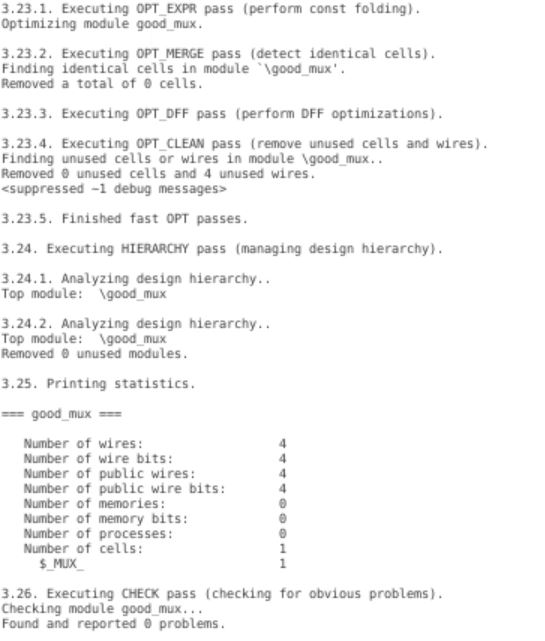 3.23.1. Executing OPT_EXPR pass (perform const folding).
Optimizing module good_mux.
3.23.2. Executing OPT_MERGE pass (detect identical cells).
Finding identical cells in module `\good_mux'.
Removed a total of 0 cells.
3.23.3. Executing OPT_DFF pass (perform DFF optimizations).
3.23.4. Executing OPT_CLEAN pass (remove unused cells and wires).
Finding unused cells or wires in module \good_mux..
Removed 0 unused cells and 4 unused wires.
<suppressed ~1 debug messages>
3.23.5. Finished fast OPT passes.
3.24. Executing HIERARCHY pass (managing design hierarchy).
3.24.1. Analyzing design hierarchy..
Top module:  \good_mux
3.24.2. Analyzing design hierarchy..
Top module:  \good_mux
Removed 0 unused modules.
3.25. Printing statistics.
=== good_mux ===
Number of wires: 4
Number of wire bits: 4
Number of public wires: 4
Number of public wire bits: 4
Number of memories: 0
Number of memory bits: 0
Number of processes: 0
Number of cells: 1
$_MUX_ 1
3.26. Executing CHECK pass (checking for obvious problems).
Checking module good_mux...
Found and reported 0 problems.